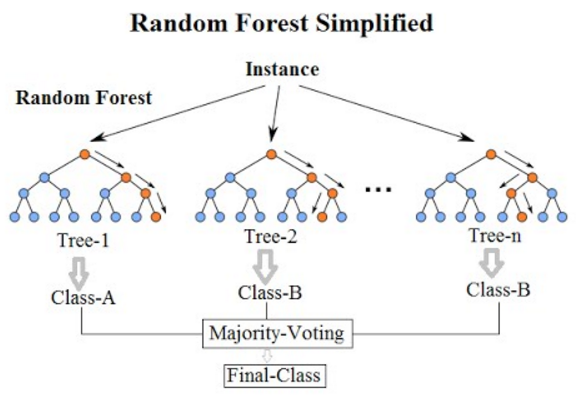 Random Forest Simplified
Instance
Random Forest
...
Tree-1
Tree-2
Tree-n
Class-A
Class-B
Class-B
Majority-Voting
Final-Class